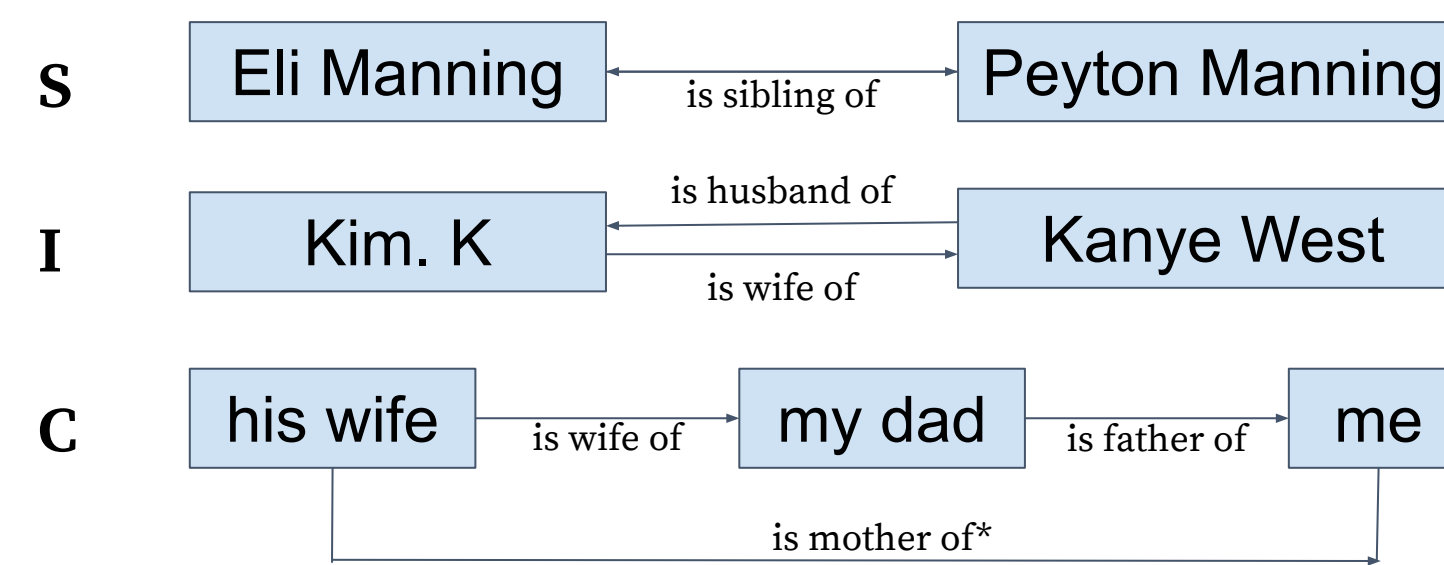 S
Eli Manning
is sibling of
Peyton Manning
I
Kim. K
is husband of
is wife of
Kanye West
C
his wife
is wife of
my dad
is father of
me
is mother of*